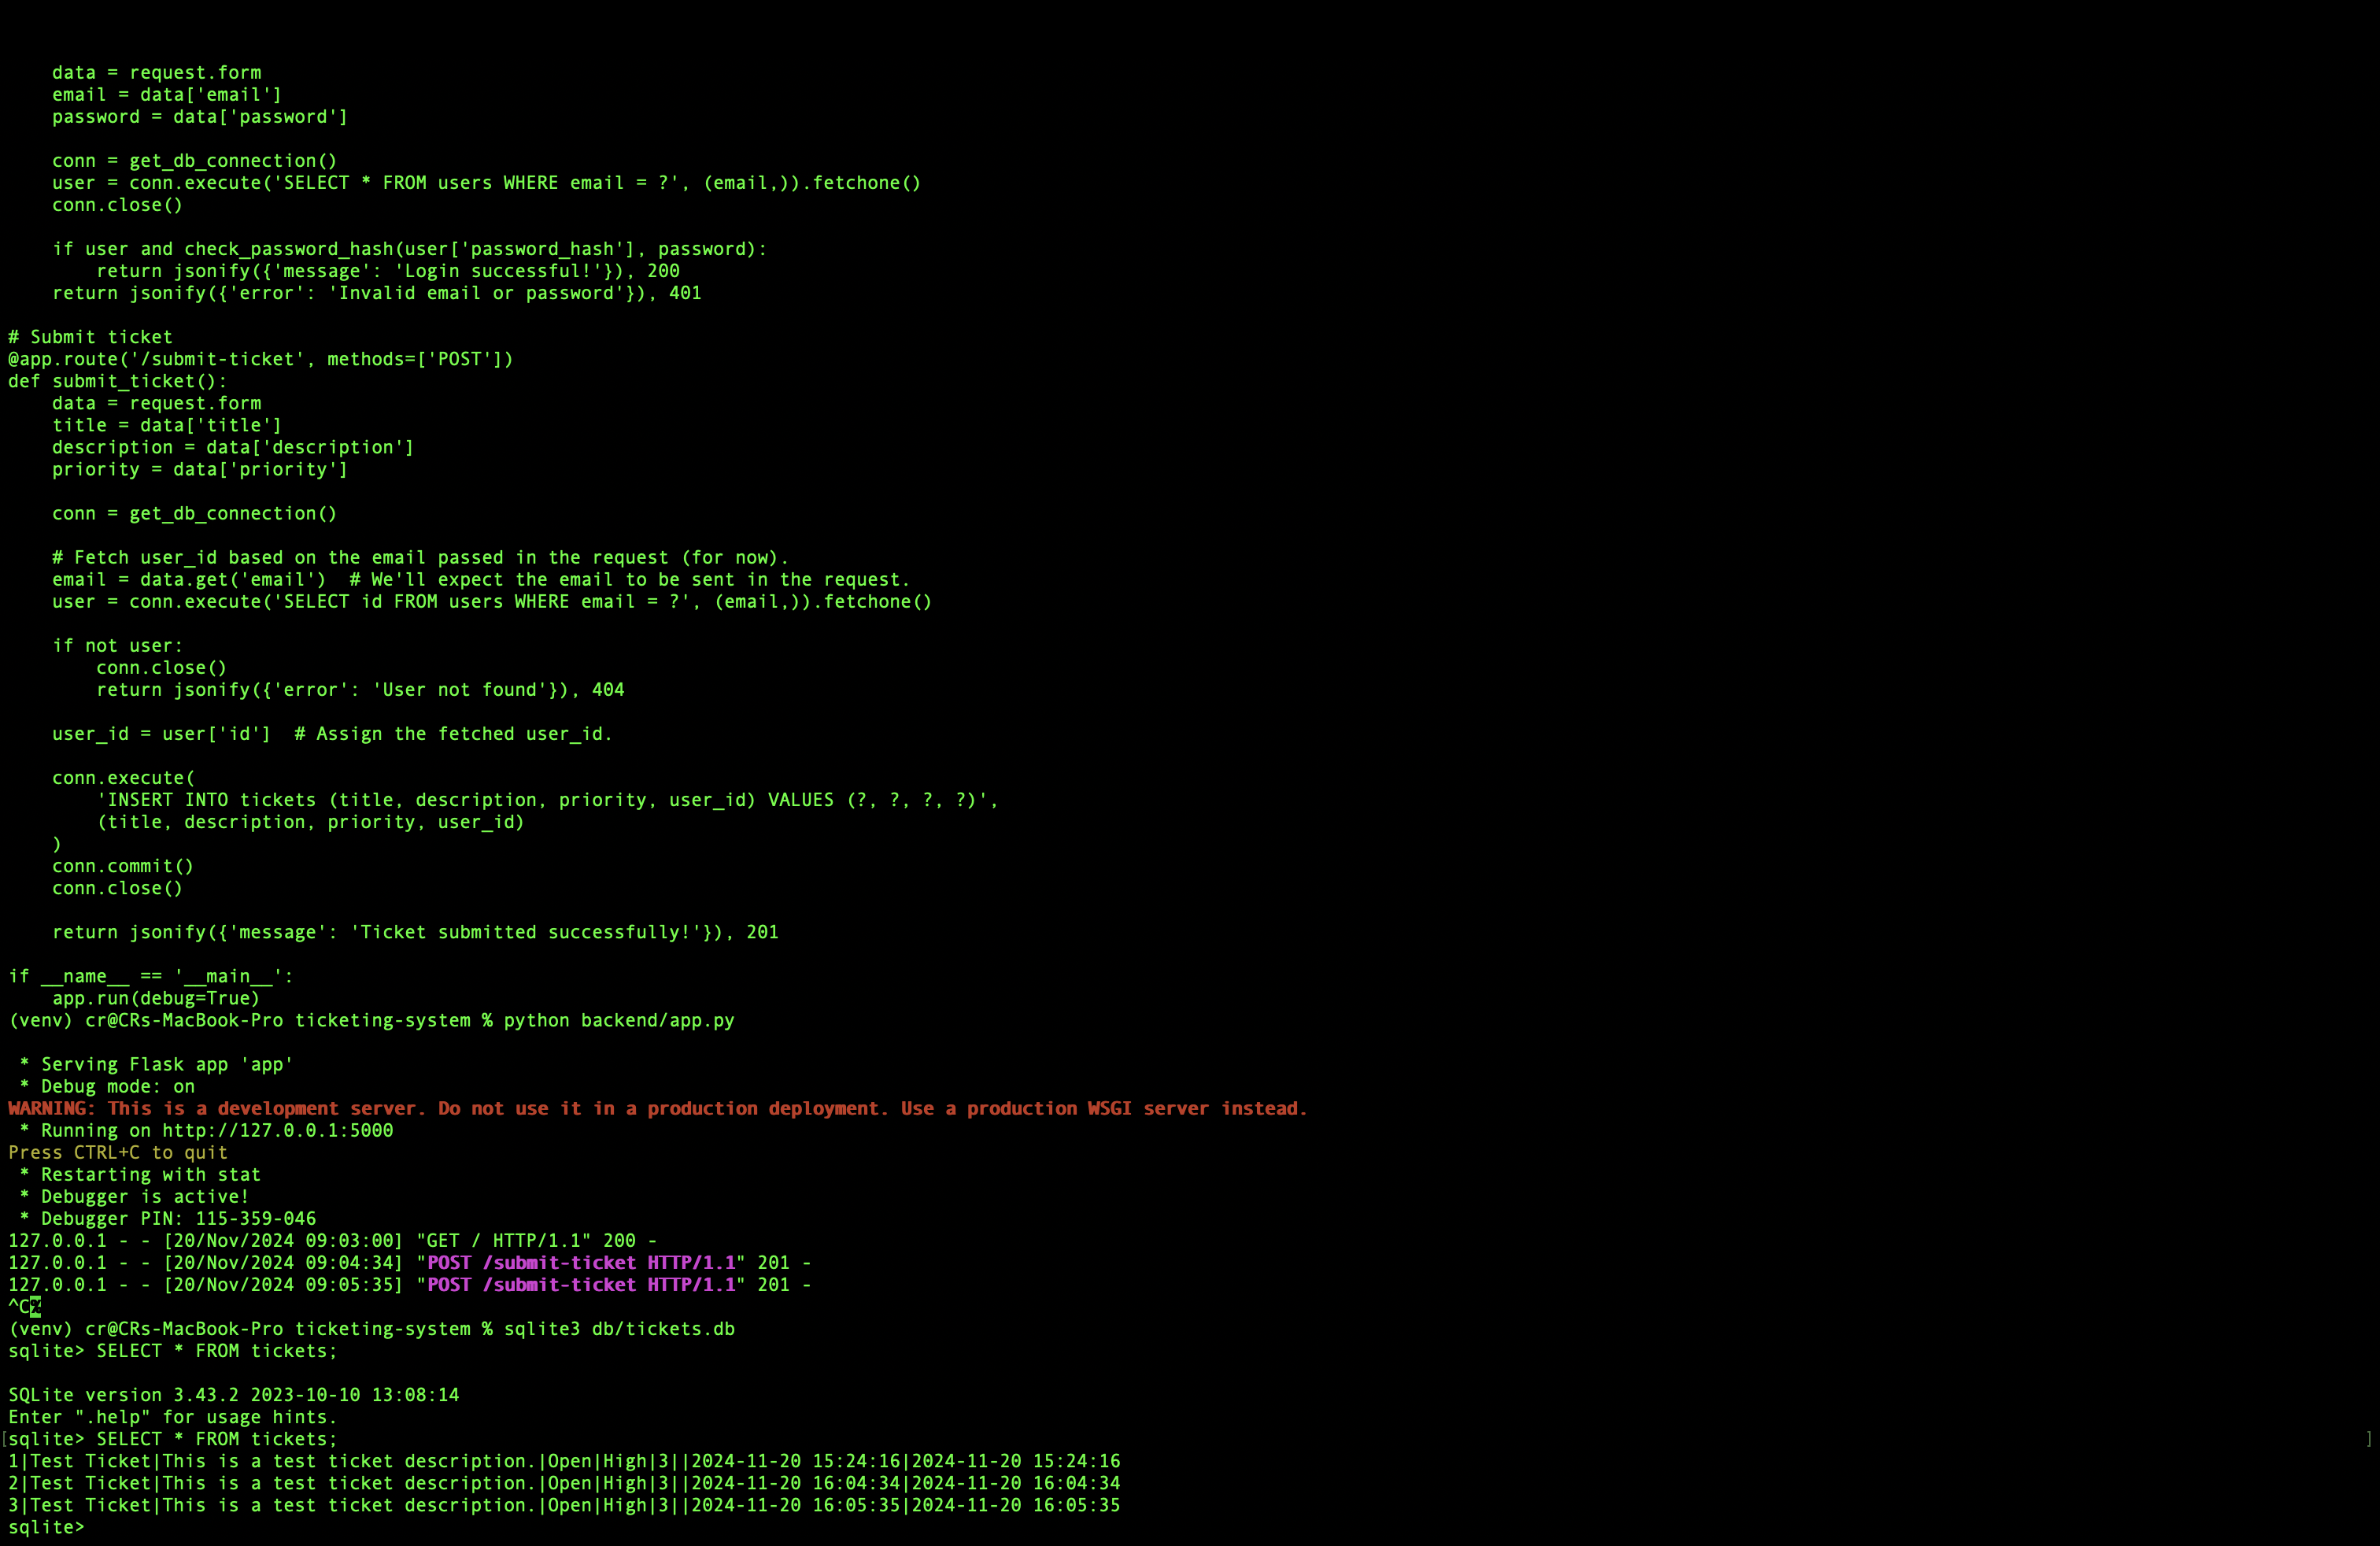 data = request.form
    email = data['email']
    password = data['password']

    conn = get_db_connection()
    user = conn.execute('SELECT * FROM users WHERE email = ?', (email,)).fetchone()
    conn.close()

    if user and check_password_hash(user['password_hash'], password):
        return jsonify({'message': 'Login successful!'}), 200
    return jsonify({'error': 'Invalid email or password'}), 401

# Submit ticket
@app.route('/submit-ticket', methods=['POST'])
def submit_ticket():
    data = request.form
    title = data['title']
    description = data['description']
    priority = data['priority']

    conn = get_db_connection()

    # Fetch user_id based on the email passed in the request (for now).
    email = data.get('email')  # We'll expect the email to be sent in the request.
    user = conn.execute('SELECT id FROM users WHERE email = ?', (email,)).fetchone()

    if not user:
        conn.close()
        return jsonify({'error': 'User not found'}), 404

    user_id = user['id']  # Assign the fetched user_id.

    conn.execute(
        'INSERT INTO tickets (title, description, priority, user_id) VALUES (?, ?, ?, ?)',
        (title, description, priority, user_id)
    )
    conn.commit()
    conn.close()

    return jsonify({'message': 'Ticket submitted successfully!'}), 201

if __name__ == '__main__':
    app.run(debug=True)
(venv) cr@CRs-MacBook-Pro ticketing-system % python backend/app.py

 * Serving Flask app 'app'
 * Debug mode: on
WARNING: This is a development server. Do not use it in a production deployment. Use a production WSGI server instead.
 * Running on http://127.0.0.1:5000
Press CTRL+C to quit
 * Restarting with stat
 * Debugger is active!
 * Debugger PIN: 115-359-046
127.0.0.1 - - [20/Nov/2024 09:03:00] "GET / HTTP/1.1" 200 -
127.0.0.1 - - [20/Nov/2024 09:04:34] "POST /submit-ticket HTTP/1.1" 201 -
127.0.0.1 - - [20/Nov/2024 09:05:35] "POST /submit-ticket HTTP/1.1" 201 -
^C%
(venv) cr@CRs-MacBook-Pro ticketing-system % sqlite3 db/tickets.db
sqlite> SELECT * FROM tickets;

SQLite version 3.43.2 2023-10-10 13:08:14
Enter ".help" for usage hints.
[sqlite> SELECT * FROM tickets; ]
1|Test Ticket|This is a test ticket description.|Open|High|3||2024-11-20 15:24:16|2024-11-20 15:24:16
2|Test Ticket|This is a test ticket description.|Open|High|3||2024-11-20 16:04:34|2024-11-20 16:04:34
3|Test Ticket|This is a test ticket description.|Open|High|3||2024-11-20 16:05:35|2024-11-20 16:05:35
sqlite>